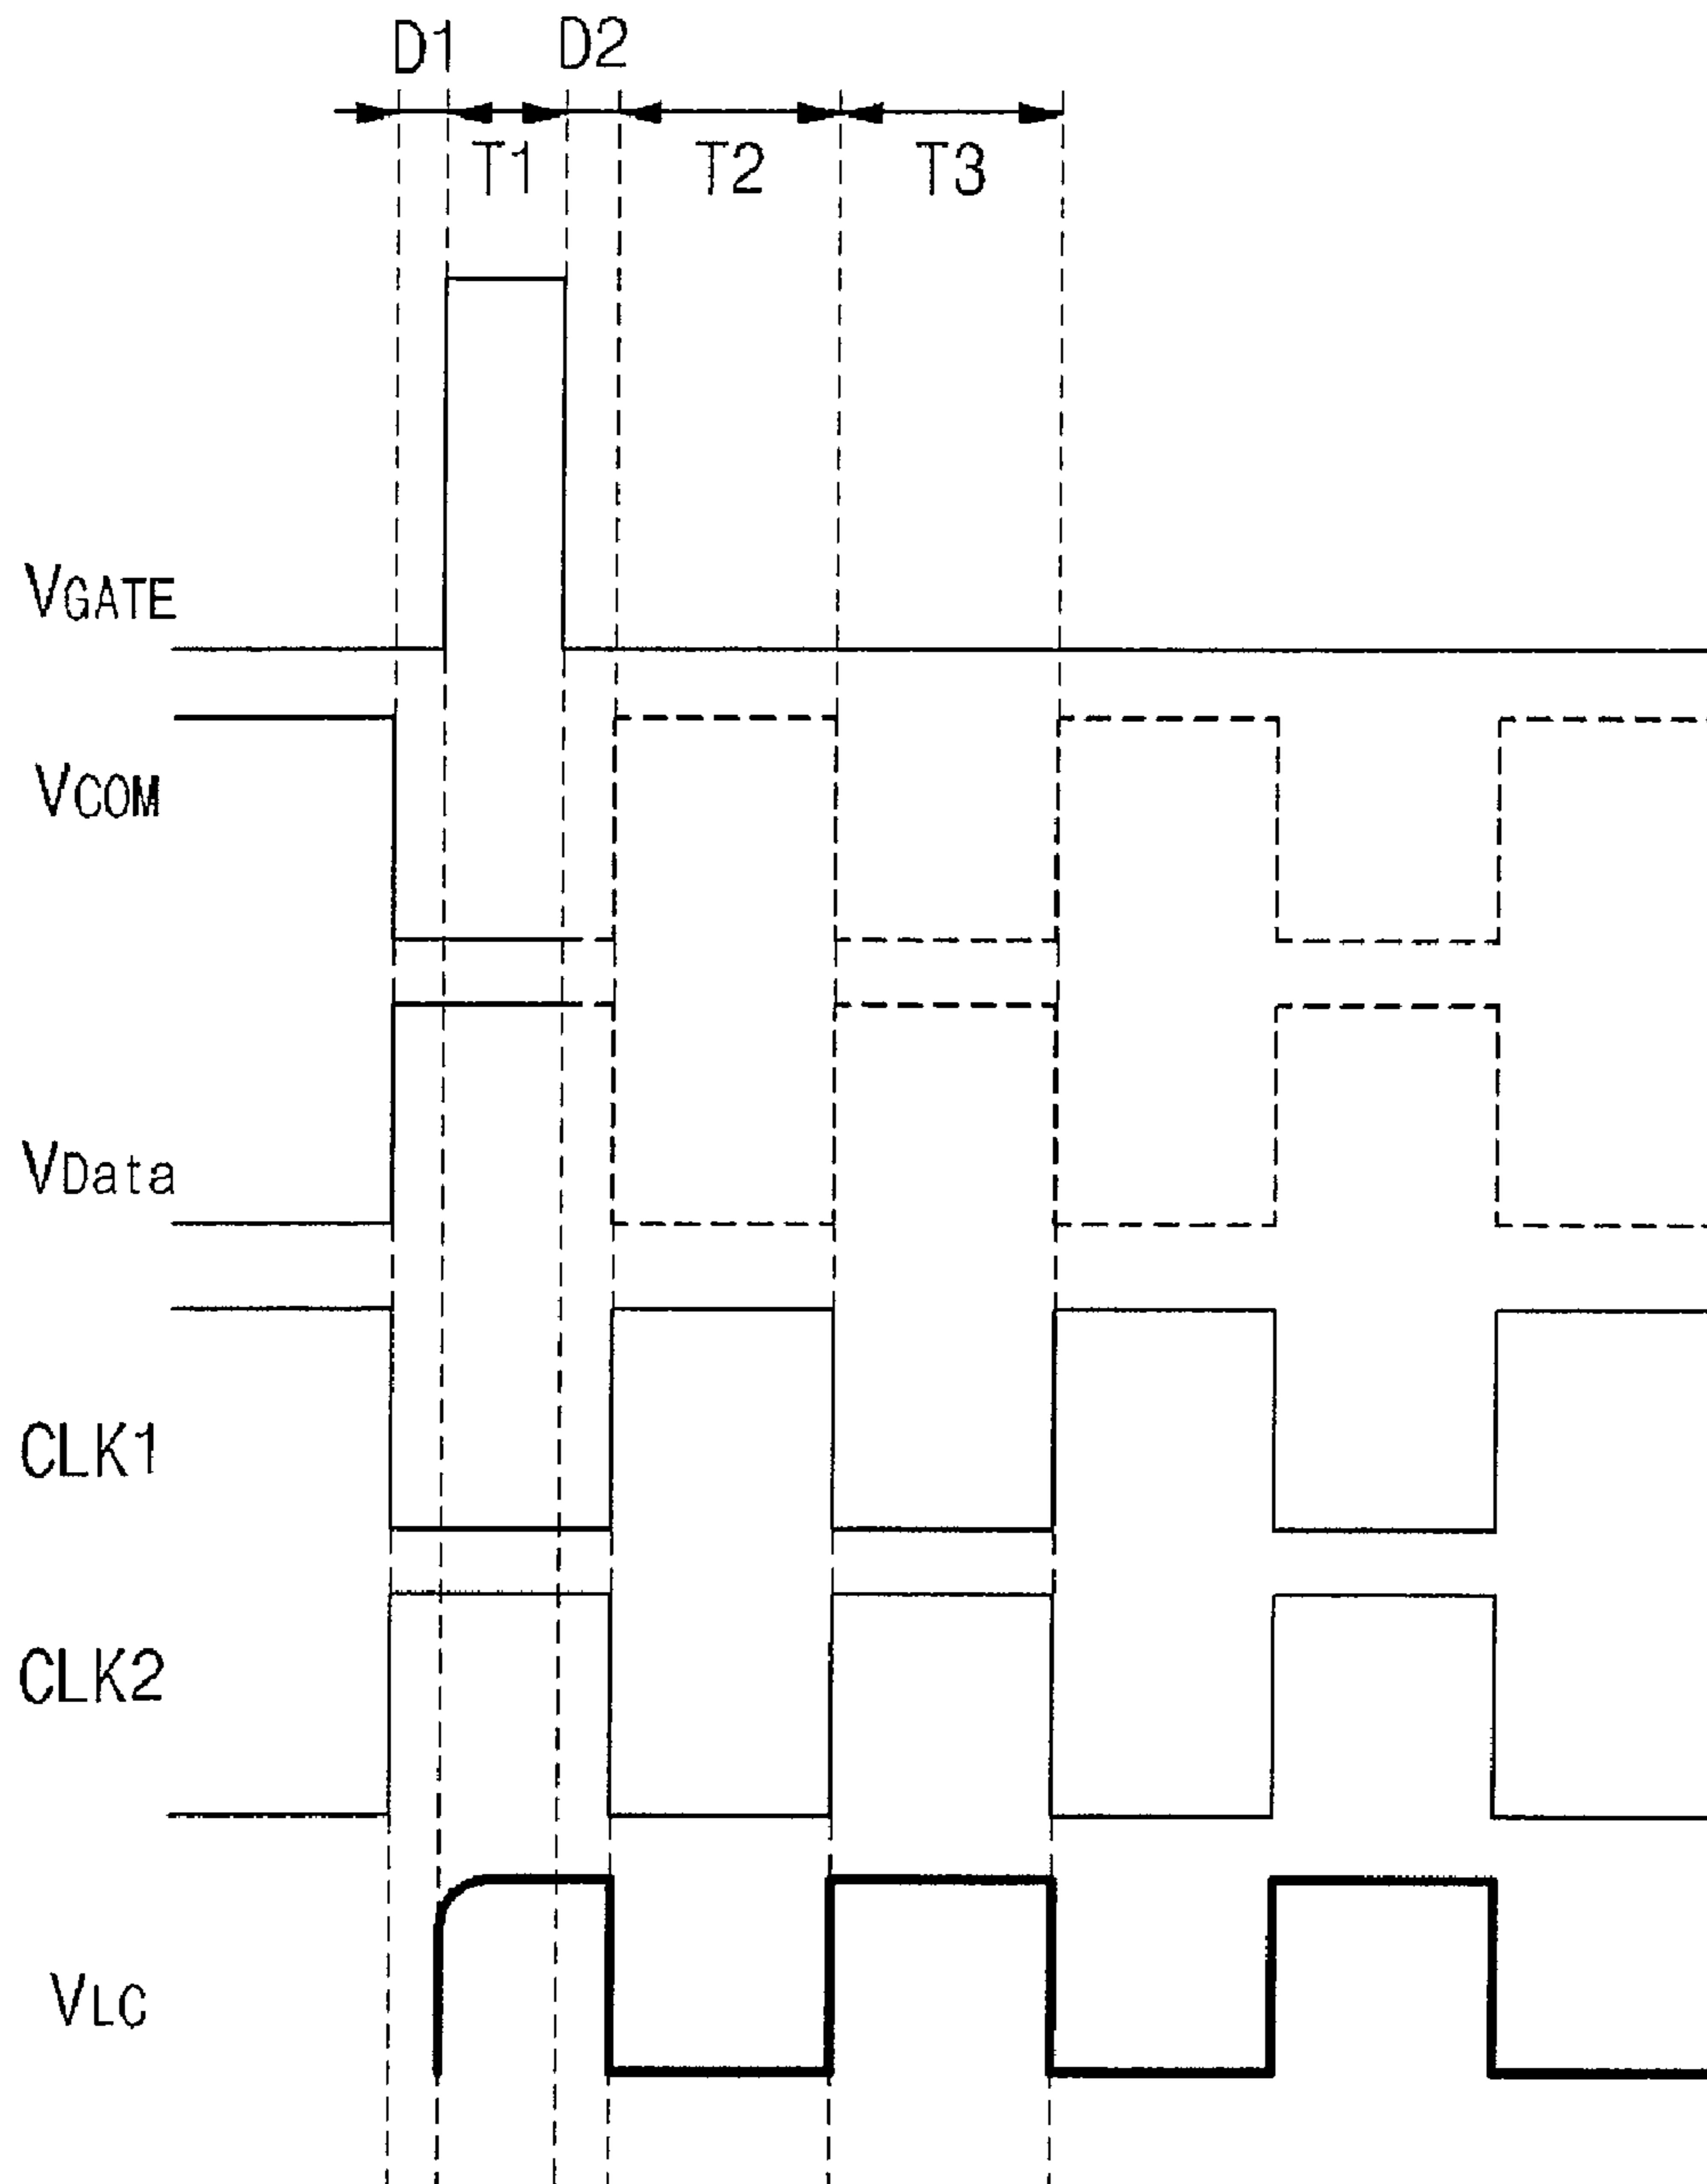 D1 D2
T1 T2 T3
VGATE
VCOM
VData
CLK1
CLK2
VLC